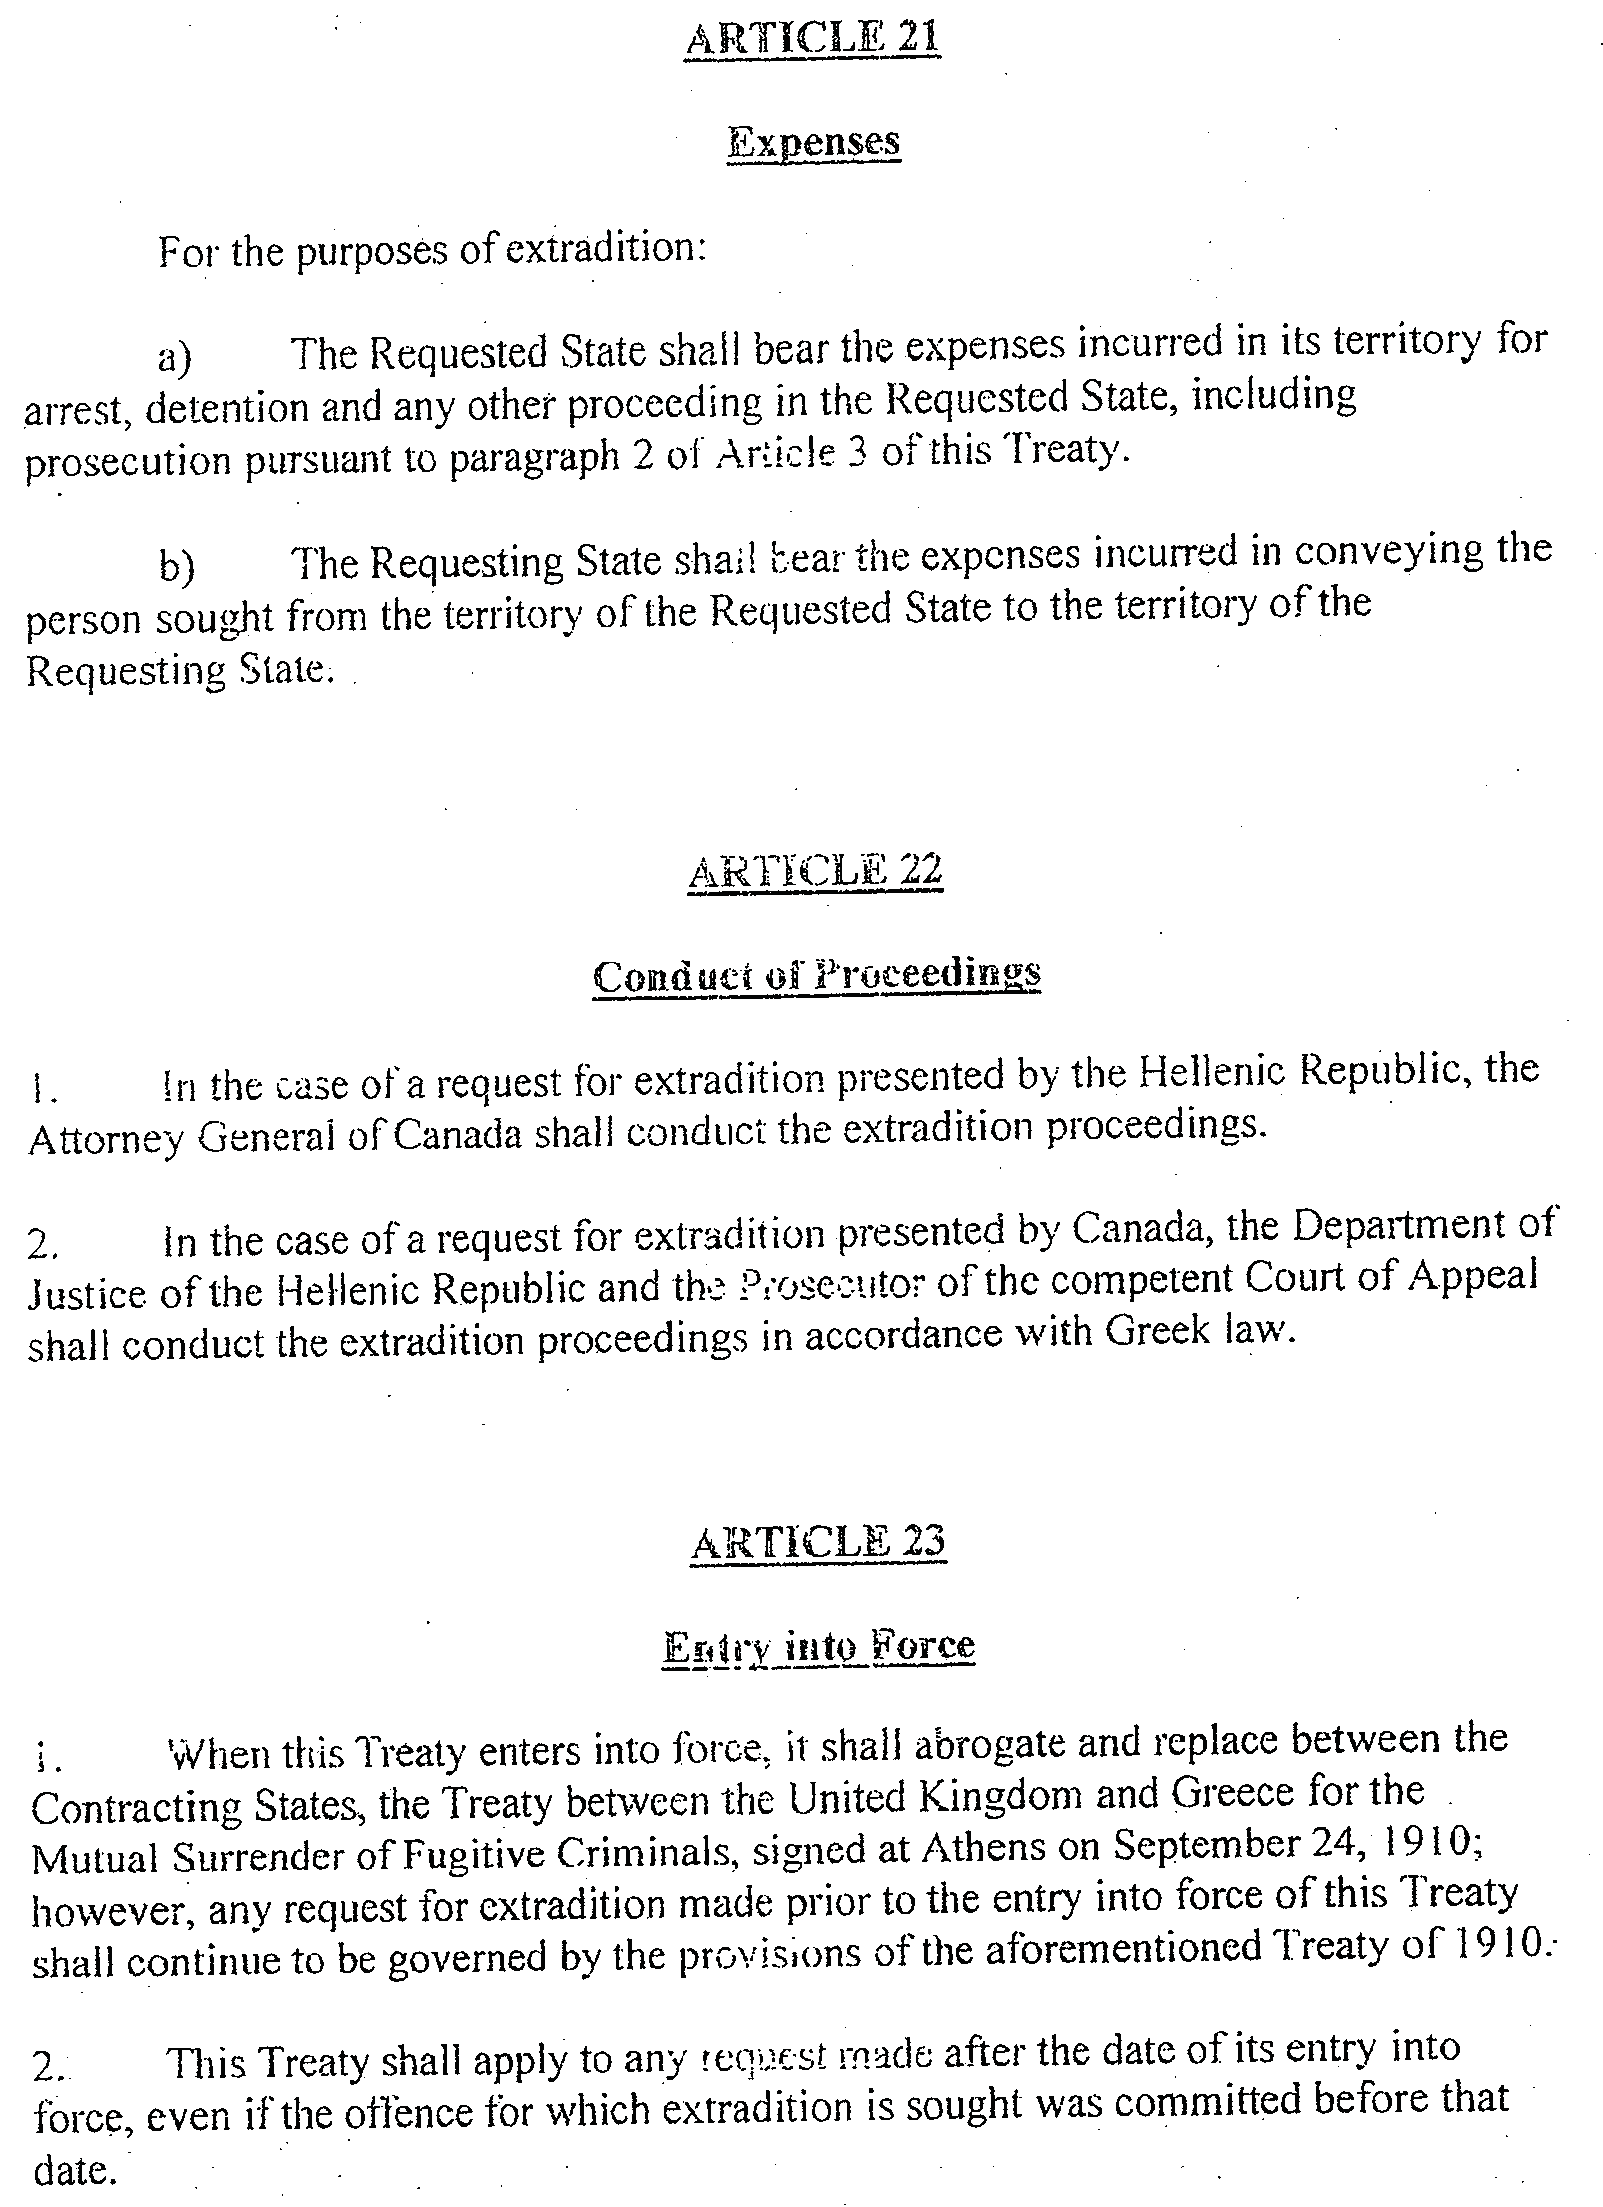 ARTICLE 21
Expenses
For the purposes of extradition:
a) The Requested State shall bear the expenses incurred in its territory for
arrest, detention and any other proceeding in the Requested State, including
prosecution pursuant to paragraph 2 of Article 3 of this Treaty.
b) The Requesting State shall bear the expenses incurred in conveying the
person sought from the territory of the Requested State to the territory of the
Requesting State.
ARTICLE 22
Conduct of Proceedings
1. In the case of a request for extradition presented by the Hellenic Republic, the
Attorney General of Canada shall conduct the extradition proceedings.
2. In the case of a request for extradition presented by Canada, the Department of
Justice of the Hellenic Republic and the Prosecutor of the competent Court of Appeal
shall conduct the extradition proceedings in accordance with Greek law.
ARTICLE 23
Entry into Force
1. When this Treaty enters into force, it shall abrogate and replace between the
Contracting States, the Treaty between the United Kingdom and Greece for the
Mutual Surrender of Fugitive Criminals, signed at Athens on September 24, 1910;
however, any request for extradition made prior to the entry into force of this Treaty
shall continue to be governed by the provisions of the aforementioned Treaty of 1910.
2. This Treaty shall apply to any request made after the date of its entry into
force, even if the offence for which extradition is sought was committed before that
date.